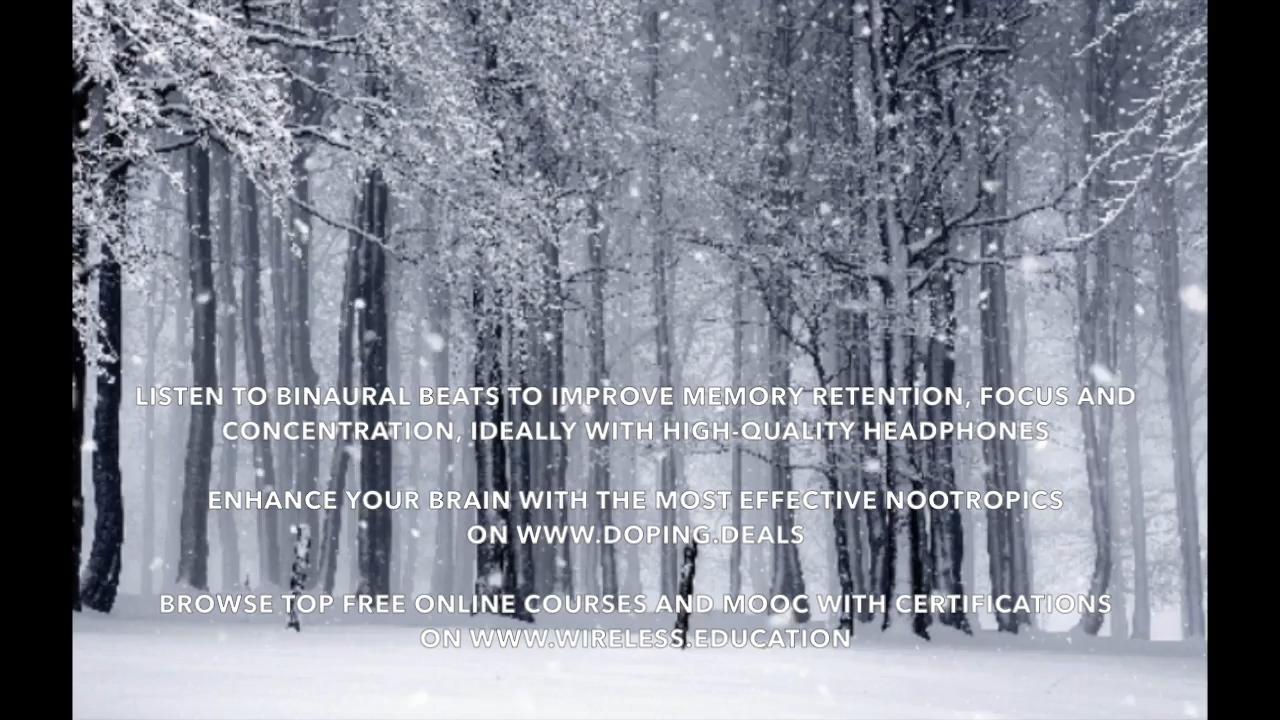 LISTEN TO BINAURAL BEATS TO IMPROVE MEMORY RETENTION, FOCUS AND
CONCENTRATION, IDEALLY WITH HIGH-QUALITY HEADPHONES
ENHANCE YOUR BRAIN WITH THE MOST EFFECTIVE NOOTROPICS
ON WWW.DOPING.DEALS
BROWSE TOP FREE ONLINE COURSES AND MOOC WITH CERTIFICATIONS
ON WWW.WIRELESS.EDUCATION